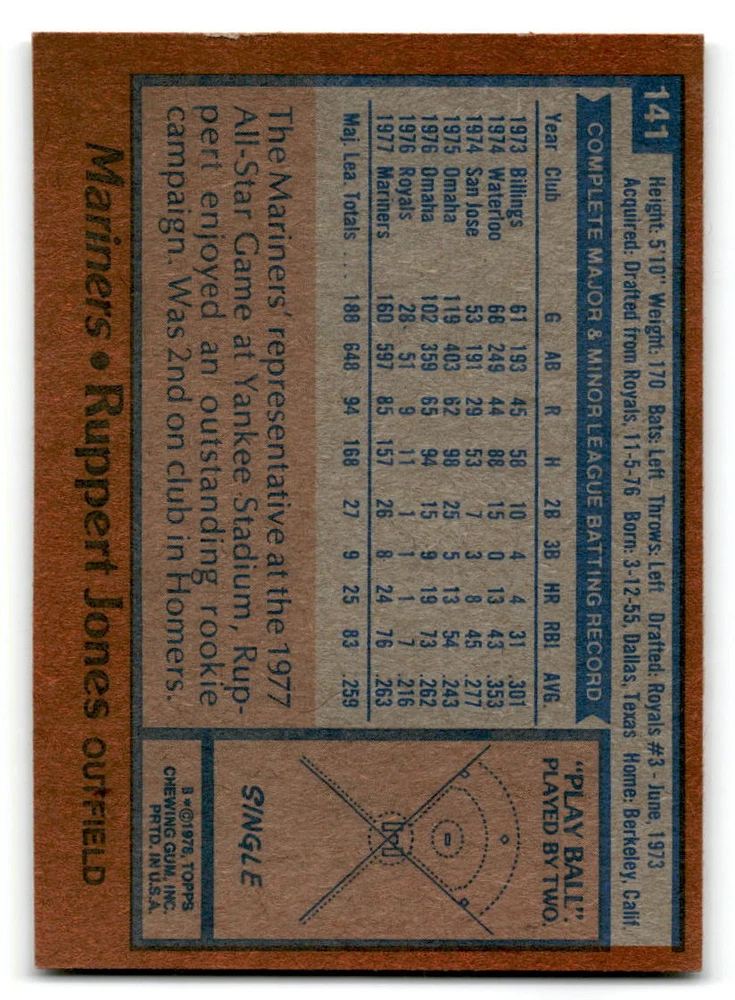 141
Height: 5'10" Weight: 170 Bats: Left Throws: Left Drafted: Royals #3 - June, 1973
Acquired: Drafted from Royals, 11-5-76 Born: 3-12-55, Dallas, Texas Home: Berkeley, Calif.
COMPLETE MAJOR & MINOR LEAGUE BATTING RECORD
Year Club G AB R H 2B 3B HR RBI AVG
1973 Billings 61 193 45 58 10 4 4 31 .301
1974 Waterloo 68 249 44 88 15 0 13 43 .353
1974 San Jose 53 191 29 53 7 3 8 45 .277
1975 Omaha 119 403 62 98 25 5 13 54 .243
1976 Omaha 102 359 65 94 15 9 19 73 .262
1976 Royals 28 51 9 11 1 1 1 7 .216
1977 Mariners 160 597 85 157 26 8 24 76 .263
Maj. Lea. Totals ... 188 648 94 168 27 9 25 83 .259
The Mariners' representative at the 1977
All-Star Game at Yankee Stadium, Rup-
pert enjoyed an outstanding rookie
campaign. Was 2nd on club in Homers.
"PLAY BALL"
PLAYED BY TWO
SINGLE
B*©1978, TOPPS
CHEWING GUM, INC.
PRTD. IN U.S.A.
Mariners • Ruppert Jones OUTFIELD